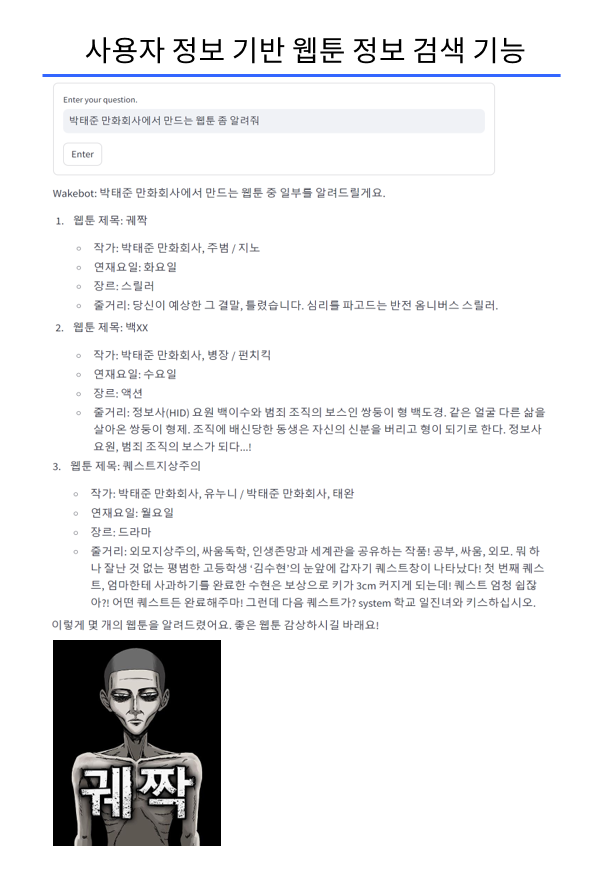 사용자 정보 기반 웹툰 정보 검색 기능
Enter your question.
박태준 만화회사에서 만드는 웹툰 좀 알려줘
Enter
Wakebot: 박태준 만화회사에서 만드는 웹툰 중 일부를 알려드릴게요.
1. 웹툰 제목: 궤짝
○ 작가: 박태준 만화회사, 주범 / 지노
○ 연재요일: 화요일
○ 장르: 스릴러
○ 줄거리: 당신이 예상한 그 결말, 틀렸습니다. 심리를 파고드는 반전 옴니버스 스릴러.
2. 웹툰 제목: 백XX
○ 작가: 박태준 만화회사, 병장 / 펀치킥
○ 연재요일: 수요일
○ 장르: 액션
○ 줄거리: 정보사(HID) 요원 백이수와 범죄 조직의 보스인 쌍둥이 형 백도경. 같은 얼굴 다른 삶을
살아온 쌍둥이 형제. 조직에 배신당한 동생은 자신의 신분을 버리고 형이 되기로 한다. 정보사
요원, 범죄 조직의 보스가 되다...!
3. 웹툰 제목: 퀘스트지상주의
○ 작가: 박태준 만화회사, 유누니 / 박태준 만화회사, 태완
○ 연재요일: 월요일
○ 장르: 드라마
○ 줄거리: 외모지상주의, 싸움독학, 인생존망과 세계관을 공유하는 작품! 공부, 싸움, 외모. 뭐 하
나 잘난 것 없는 평범한 고등학생 ‘김수현’의 눈앞에 갑자기 퀘스트창이 나타났다! 첫 번째 퀘스
트, 엄마한테 사과하기를 완료한 수현은 보상으로 키가 3cm 커지게 되는데! 퀘스트 엄청 쉽잖
아?! 어떤 퀘스트든 완료해주마! 그런데 다음 퀘스트가? system 학교 일진녀와 키스하십시오.
이렇게 몇 개의 웹툰을 알려드렸어요. 좋은 웹툰 감상하시길 바래요!
궤짝